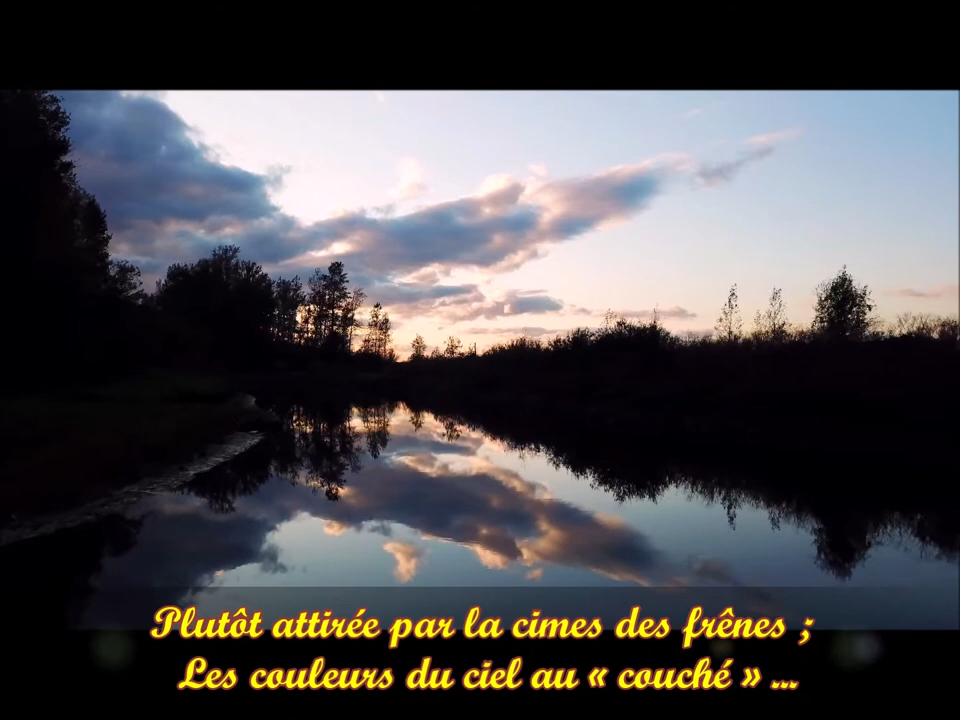 Plutôt attirée par la cimes des frênes ;
Les couleurs du ciel au « couché » ...